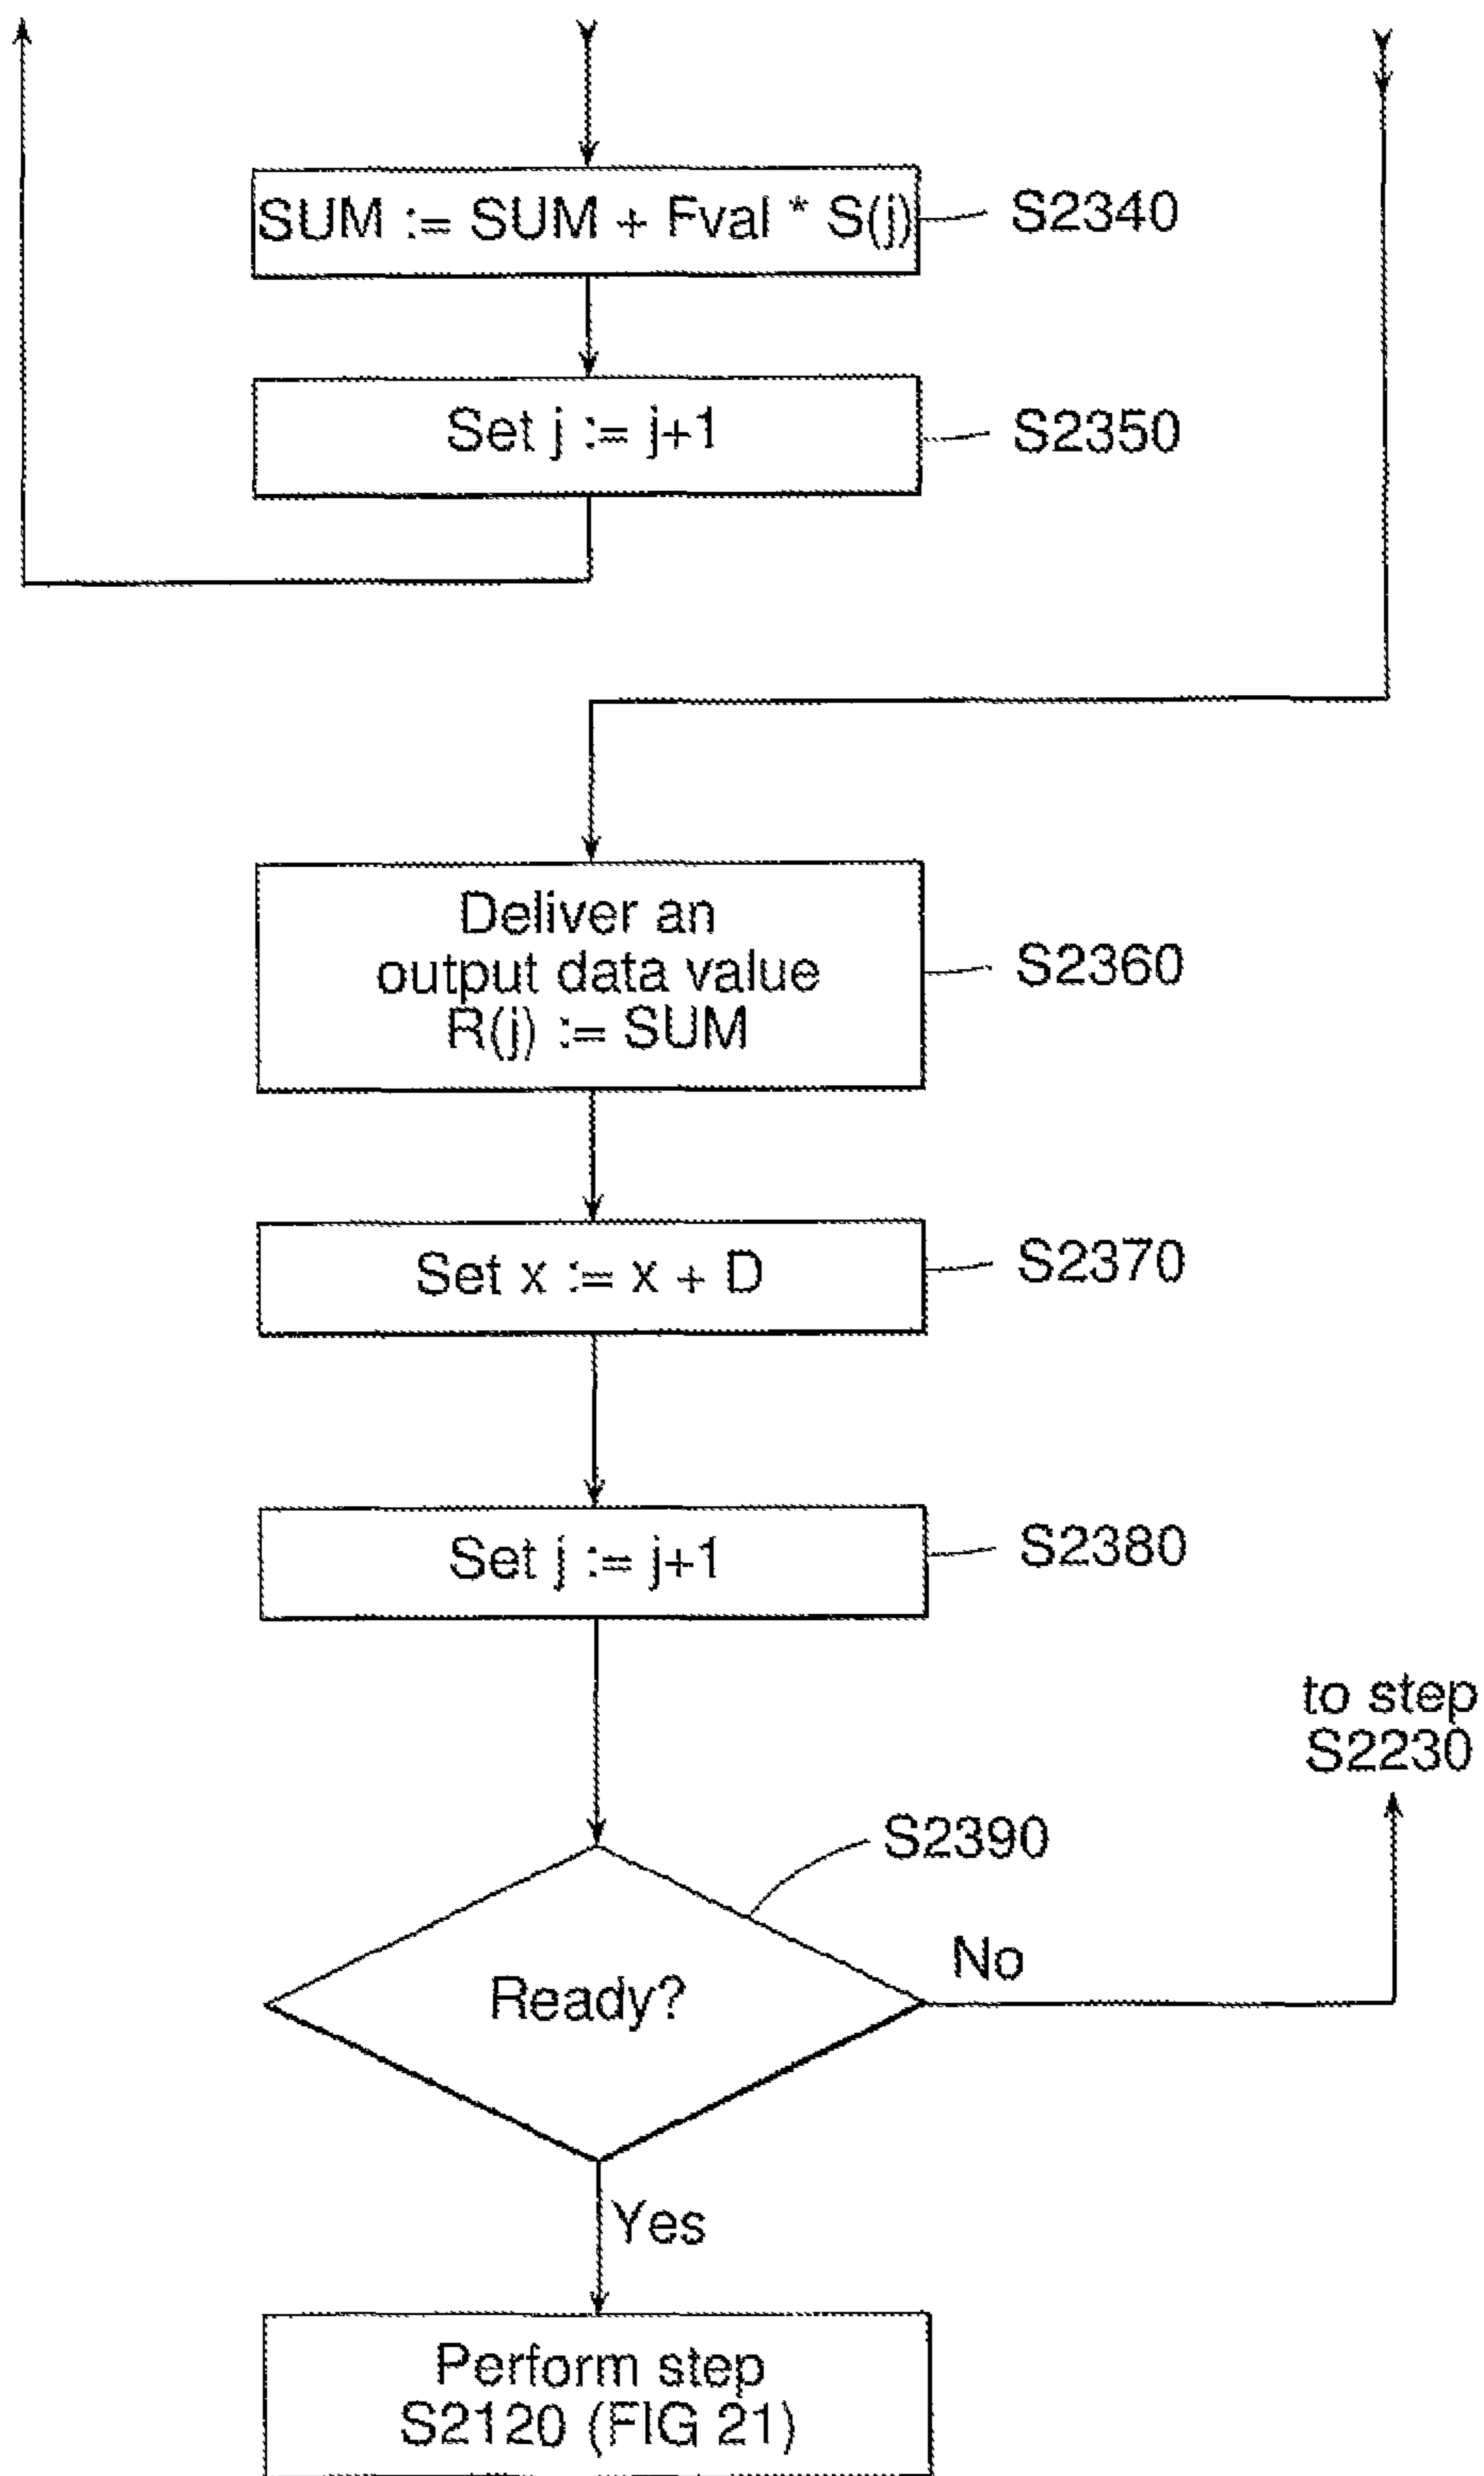 SUM := SUM + Fval * S(j)
S2340
Set j := j+1
S2350
Deliver an
output data value
R(j) := SUM
S2360
Set x := x + D
S2370
Set j := j+1
S2380
to step
S2230
S2390
Ready?
No
Yes
Perform step
S2120 (FIG 21)